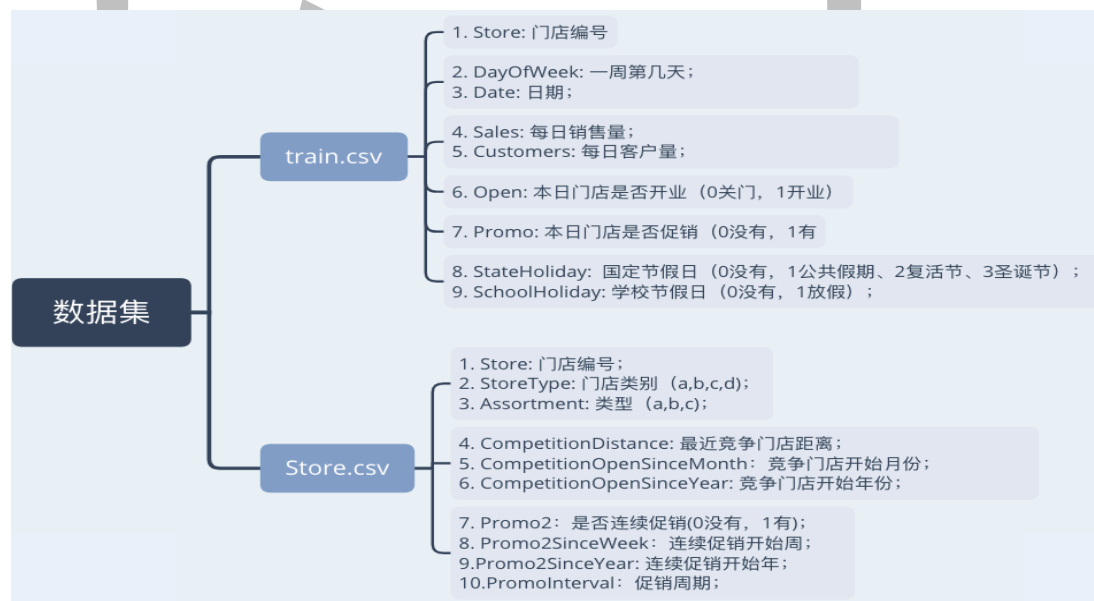 1. Store: 门店编号
2. DayOfWeek: 一周第几天；
3. Date: 日期；
4. Sales: 每日销售量；
5. Customers: 每日客户量；
train.csv
6. Open: 本日门店是否开业（0关门，1开业）
7. Promo: 本日门店是否促销（0没有，1有
8. StateHoliday: 国定节假日（0没有，1公共假期、2复活节、3圣诞节）；
9. SchoolHoliday: 学校节假日（0没有，1放假）；
数据集
1. Store: 门店编号；
2. StoreType: 门店类别（a,b,c,d)；
3. Assortment: 类型（a,b,c)；
4. CompetitionDistance: 最近竞争门店距离；
5. CompetitionOpenSinceMonth：竞争门店开始月份；
6. CompetitionOpenSinceYear: 竞争门店开始年份；
Store.csv
7. Promo2：是否连续促销(0没有，1有)；
8. Promo2SinceWeek：连续促销开始周；
9.Promo2SinceYear: 连续促销开始年；
10.PromoInterval：促销周期；